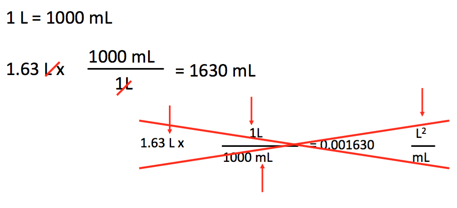 1 L = 1000 mL
1000 mL
1.63 L x = 1630 mL
1L
1L L²
1.63 L x = 0.001630
1000 mL mL